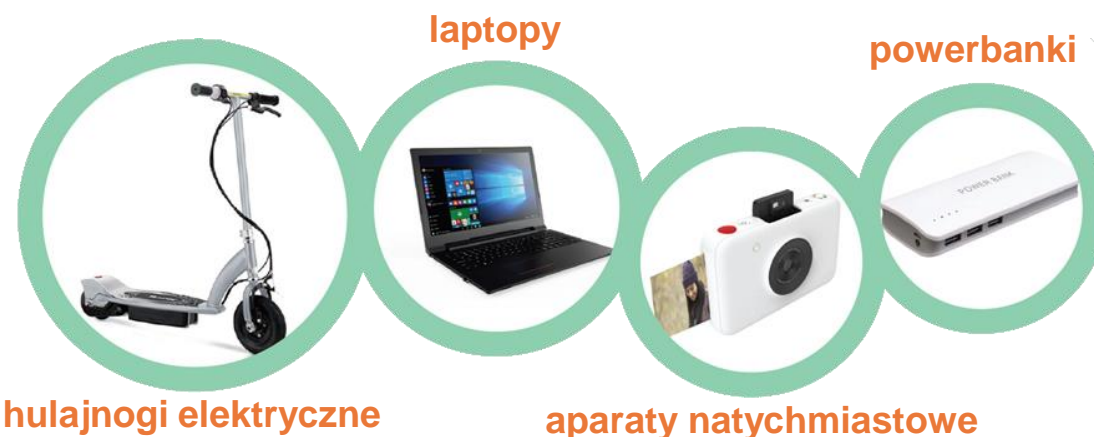 laptopy
powerbanki
POWER BANK
hulajnogi elektryczne
aparaty natychmiastowe